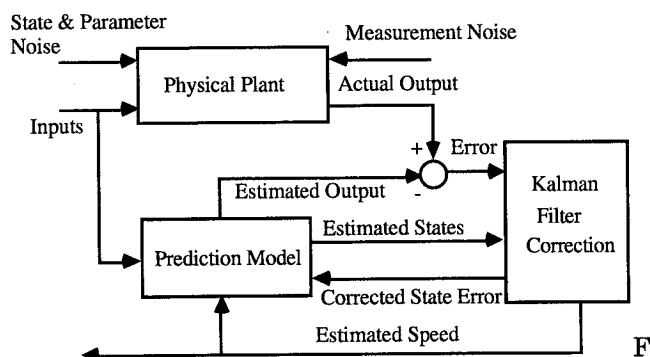 State & Parameter
Noise
Measurement Noise
Physical Plant
Actual Output
Inputs
+
Error
Estimated Output
-
Kalman
Filter
Correction
Estimated States
Prediction Model
Corrected State Error
Estimated Speed
F